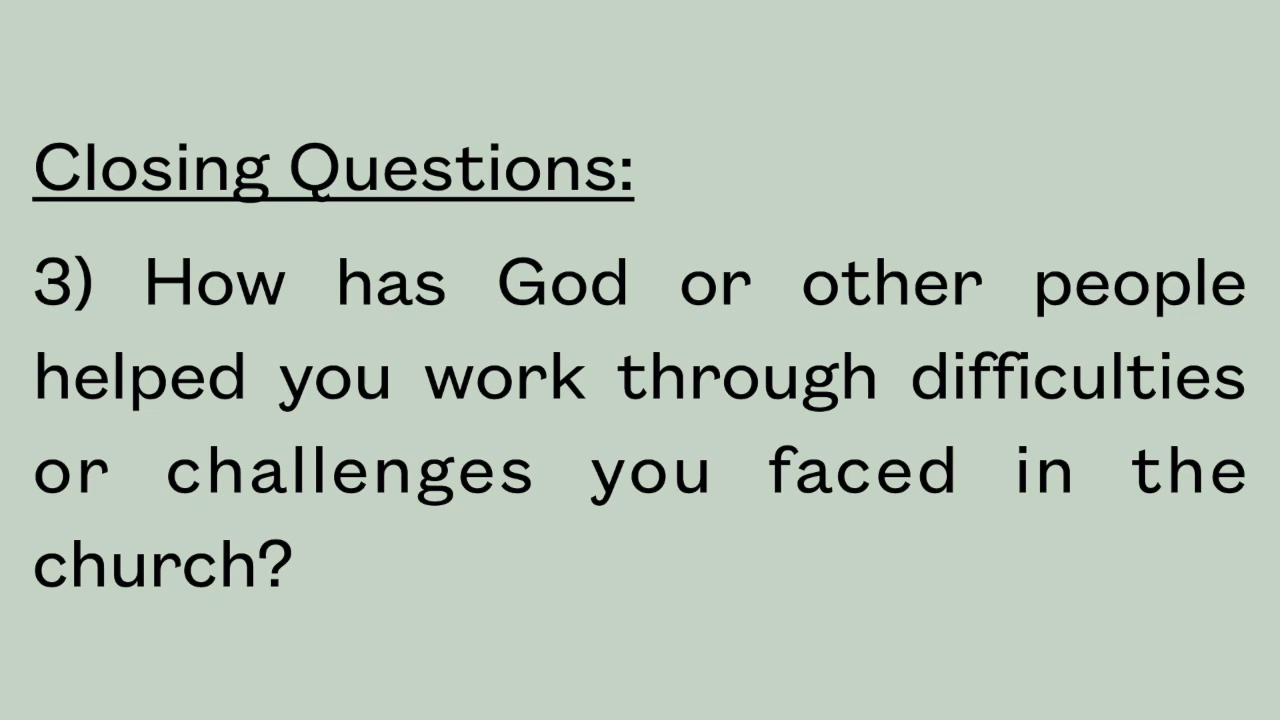 Closing Questions:
3) How has God or other people
helped you work through difficulties
or challenges you faced in the
church?